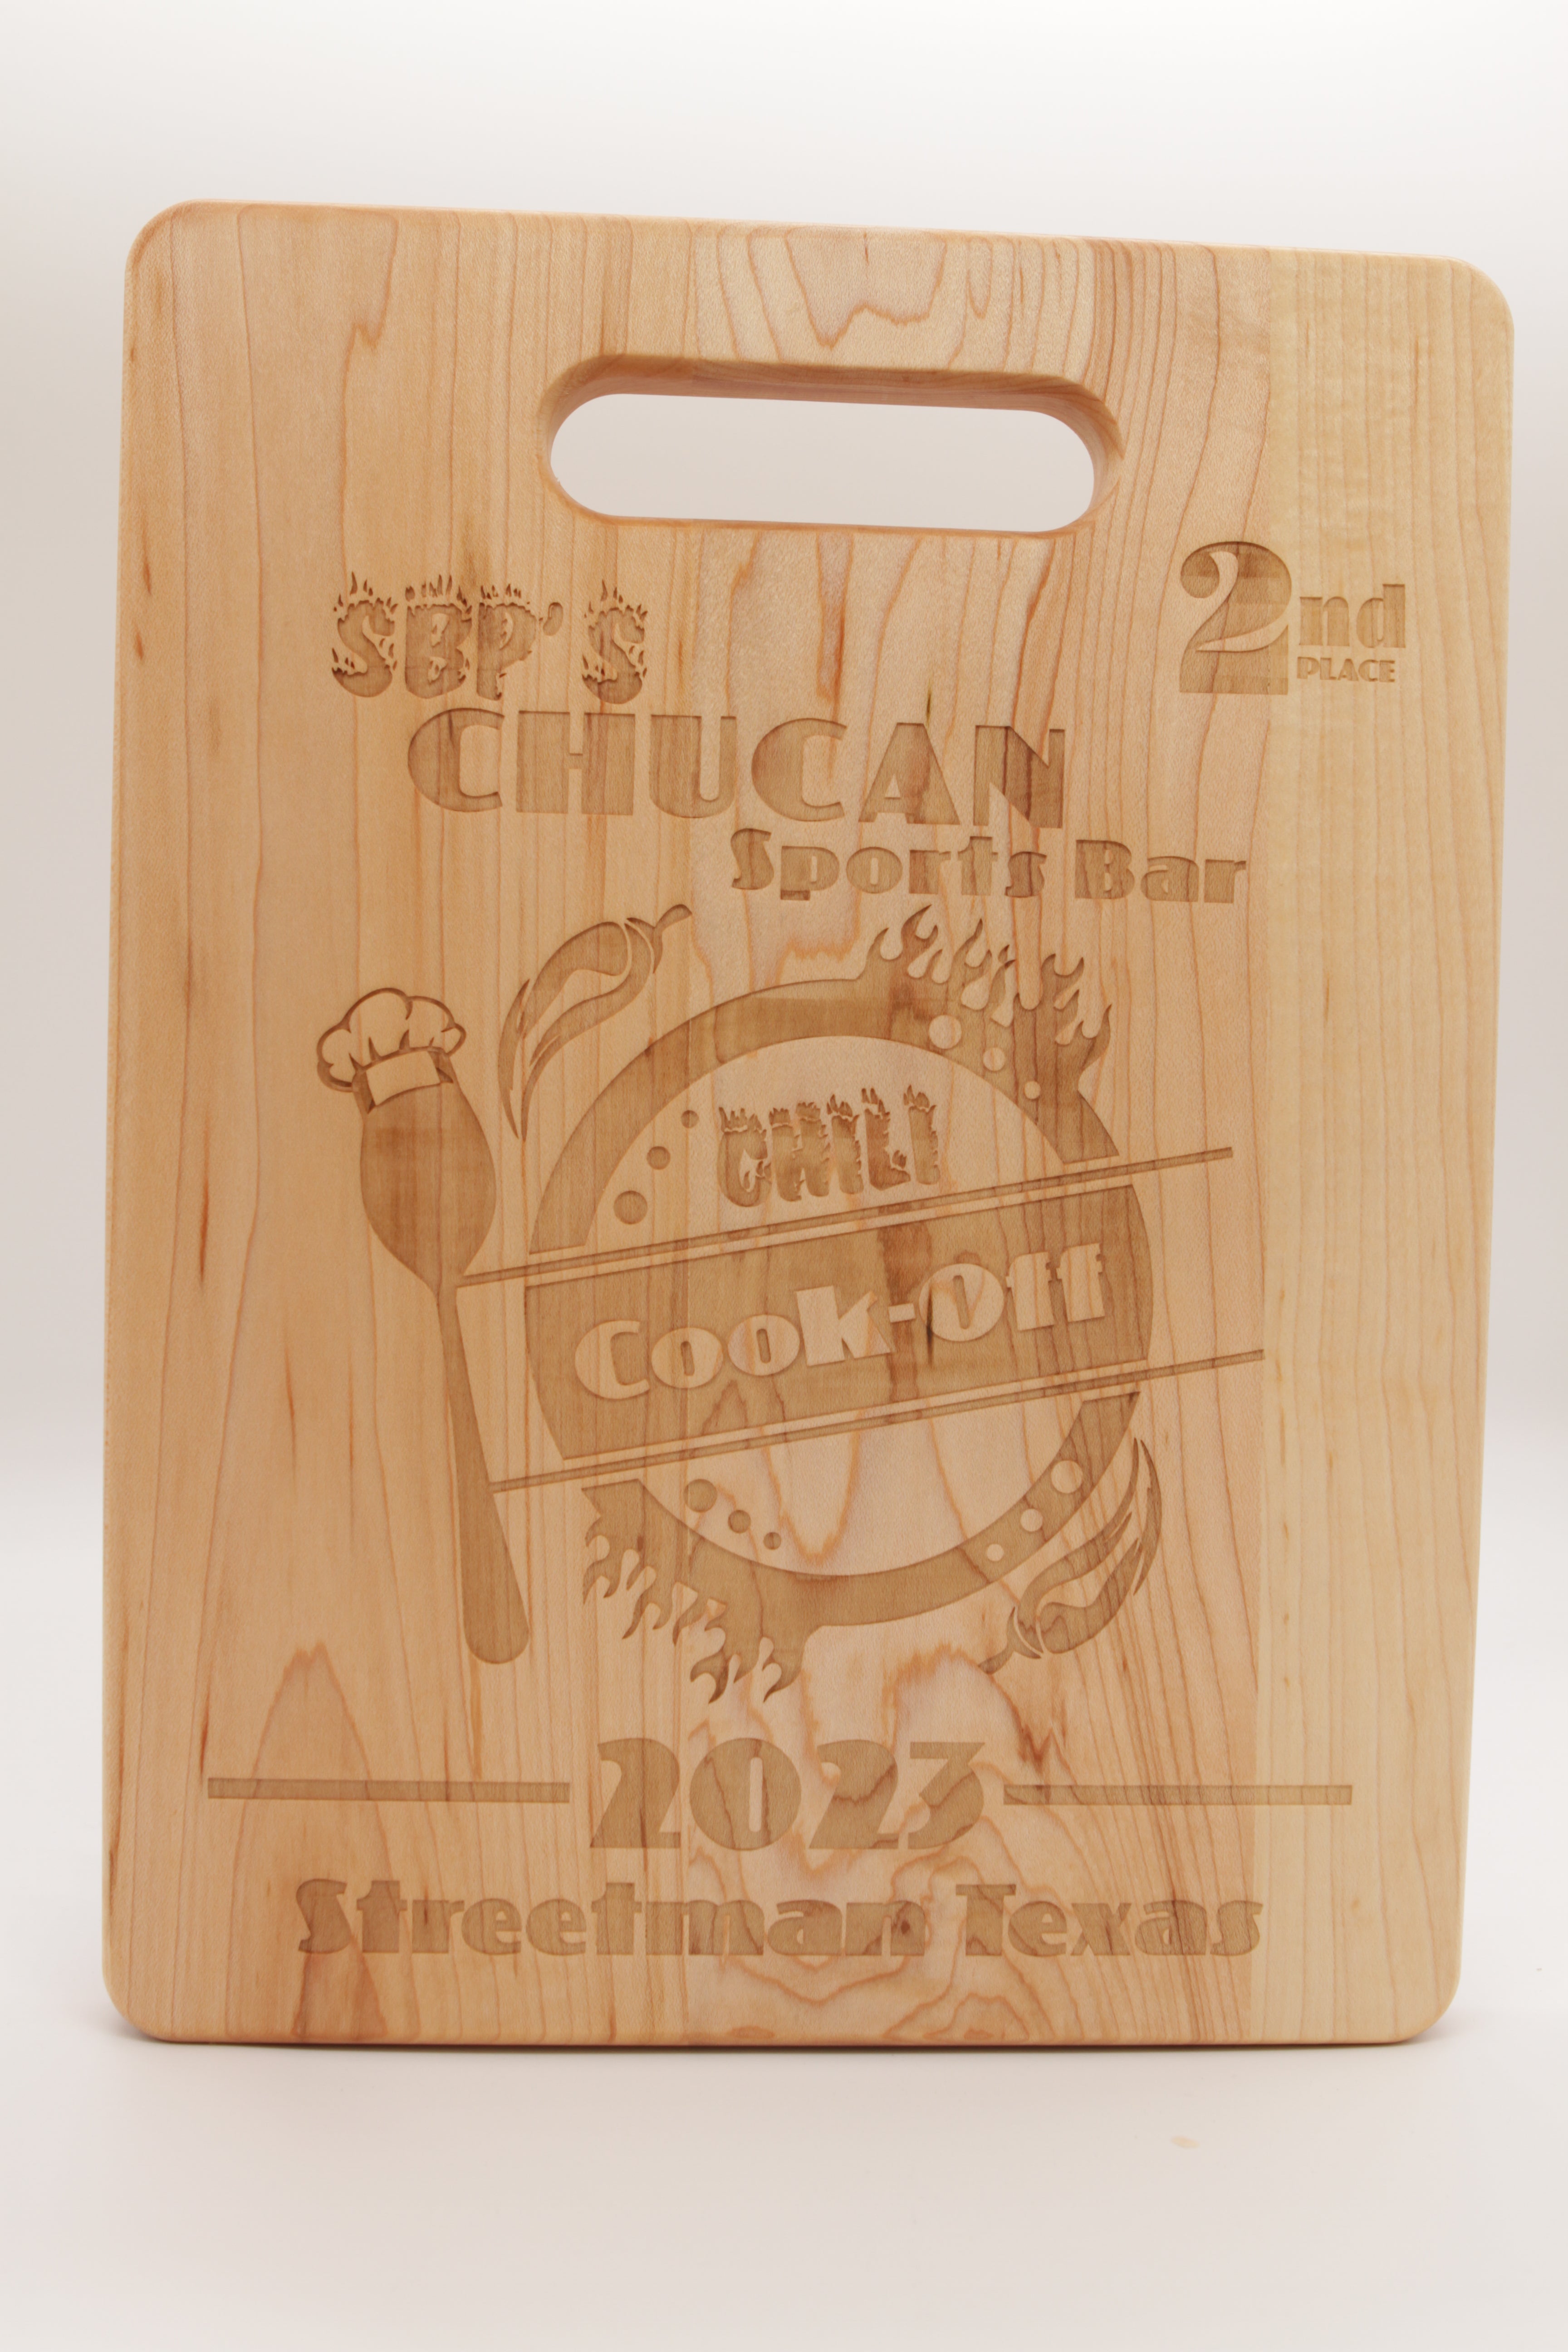 SBP'S
2nd
PLACE
CHUCAN
Sports Bar
CHILI
Cook-Off
2023
Streetman Texas